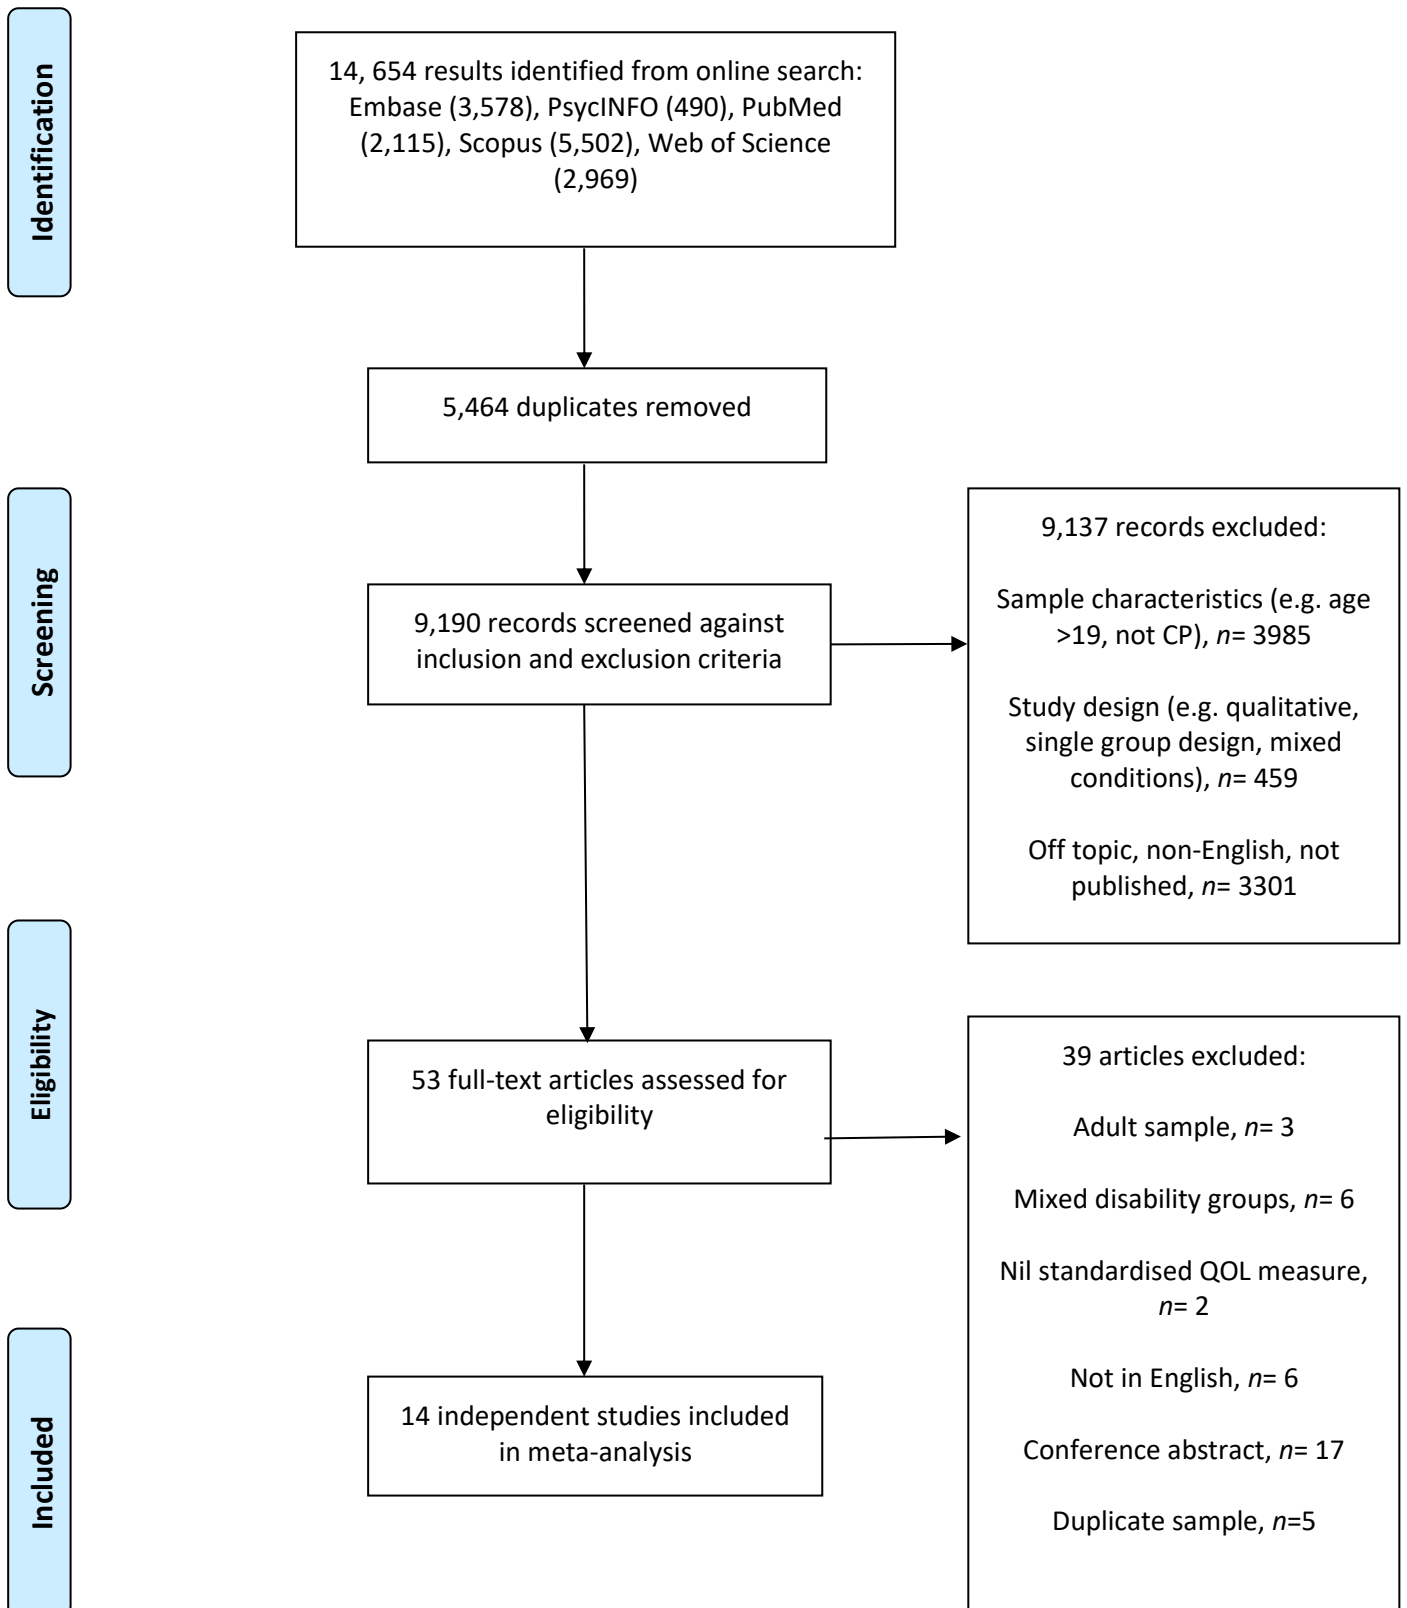 Identification
14, 654 results identified from online search:
Embase (3,578), PsycINFO (490), PubMed
(2,115), Scopus (5,502), Web of Science
(2,969)
5,464 duplicates removed
Screening
9,190 records screened against
inclusion and exclusion criteria
9,137 records excluded:
Sample characteristics (e.g. age
>19, not CP), n= 3985
Study design (e.g. qualitative,
single group design, mixed
conditions), n= 459
Off topic, non-English, not
published, n= 3301
Eligibility
53 full-text articles assessed for
eligibility
39 articles excluded:
Adult sample, n= 3
Mixed disability groups, n= 6
Nil standardised QOL measure,
n= 2
Not in English, n= 6
Conference abstract, n= 17
Duplicate sample, n=5
Included
14 independent studies included
in meta-analysis